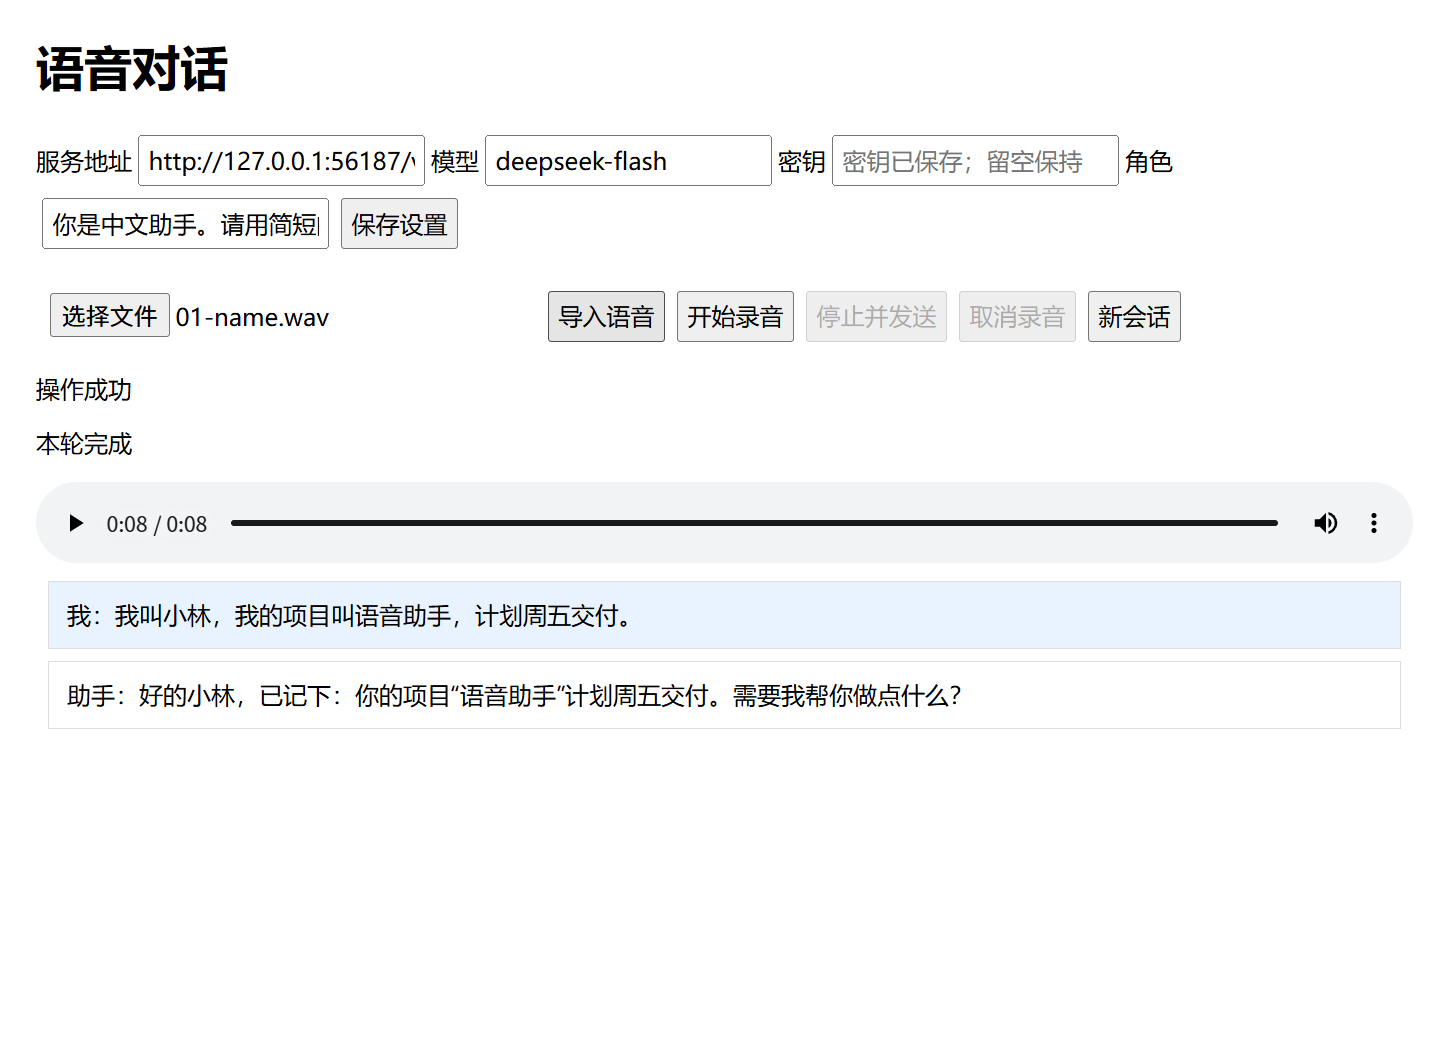 语音对话
服务地址 http://127.0.0.1:56187/ 模型 deepseek-flash 密钥 密钥已保存；留空保持 角色
你是中文助手。请用简短 保存设置
选择文件 01-name.wav 导入语音 开始录音 停止并发送 取消录音 新会话
操作成功
本轮完成
0:08 / 0:08
我：我叫小林，我的项目叫语音助手，计划周五交付。
助手：好的小林，已记下：你的项目“语音助手”计划周五交付。需要我帮你做点什么？